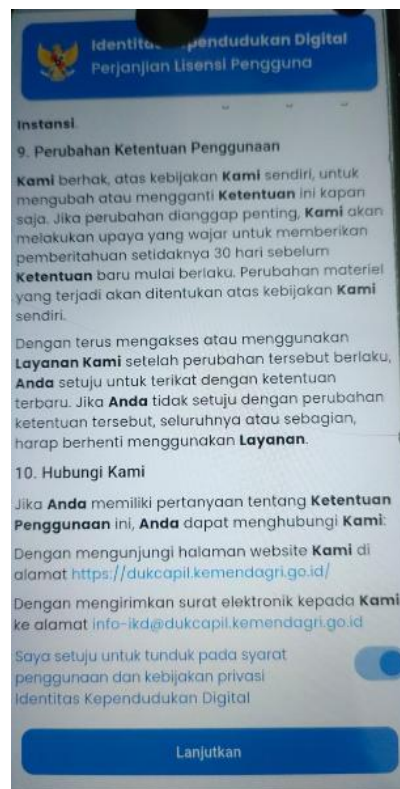 Kependudukan Digital
Perjanjian Lisensi Pengguna
Instansi.
9. Perubahan Ketentuan Penggunaan
Kami berhak, atas kebijakan Kami sendiri, untuk
mengubah atau mengganti Ketentuan ini kapan
saja. Jika perubahan dianggap penting, Kami akan
melakukan upaya yang wajar untuk memberikan
pemberitahuan setidaknya 30 hari sebelum
Ketentuan baru mulai berlaku. Perubahan materiel
yang terjadi akan ditentukan atas kebijakan Kami
sendiri.
Dengan terus mengakses atau menggunakan
Layanan Kami setelah perubahan tersebut berlaku,
Anda setuju untuk terikat dengan ketentuan
terbaru. Jika Anda tidak setuju dengan perubahan
ketentuan tersebut, seluruhnya atau sebagian,
harap berhenti menggunakan Layanan.
10. Hubungi Kami
Jika Anda memiliki pertanyaan tentang Ketentuan
Penggunaan ini, Anda dapat menghubungi Kami:
Dengan mengunjungi halaman website Kami di
alamat https://dukcapil.kemendagri.go.id/
Dengan mengirimkan surat elektronik kepada Kami
ke alamat info-ikd@dukcapil.kemendagri.go.id
Saya setuju untuk tunduk pada syarat
penggunaan dan kebijakan privasi
Identitas Kependudukan Digital
Lanjutkan